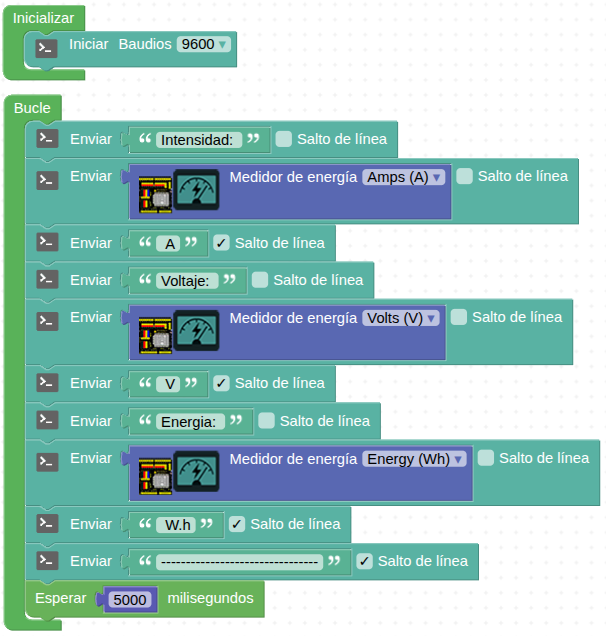 Inicializar
Iniciar Baudios 9600 ▾
Bucle
Enviar “ Intensidad: ” Salto de línea
Enviar Medidor de energía Amps (A) ▾ Salto de línea
Enviar “ A ” ✓ Salto de línea
Enviar “ Voltaje: ” Salto de línea
Enviar Medidor de energía Volts (V) ▾ Salto de línea
Enviar “ V ” ✓ Salto de línea
Enviar “ Energia: ” Salto de línea
Enviar Medidor de energía Energy (Wh) ▾ Salto de línea
Enviar “ W.h ” ✓ Salto de línea
Enviar “ -------------------------------- ” ✓ Salto de línea
Esperar 5000 milisegundos